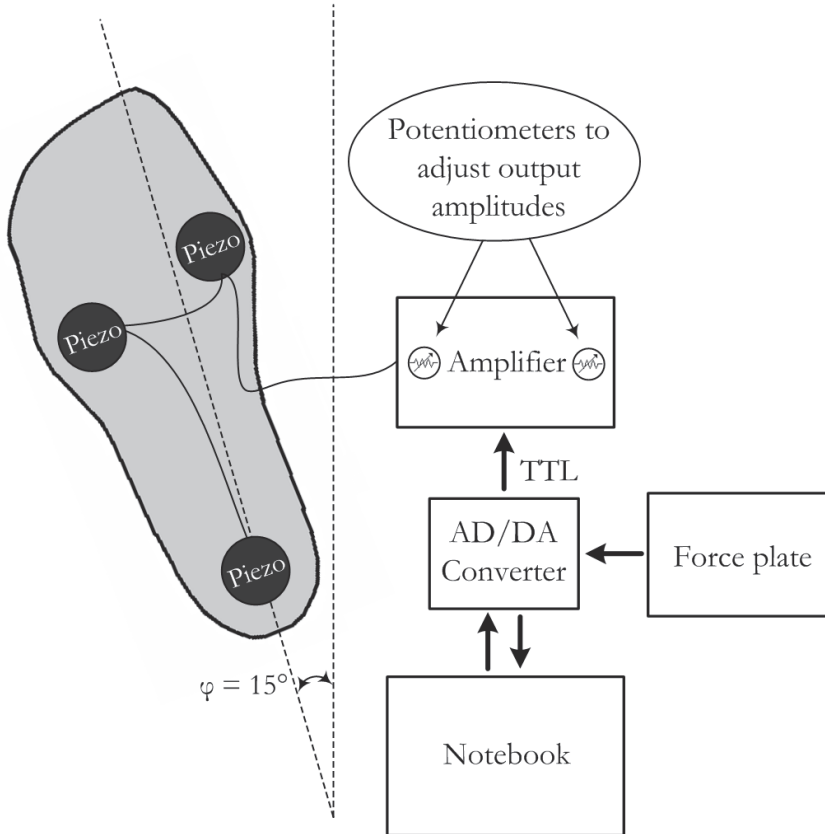 Potentiometers to
adjust output
amplitudes
Piezo
Piezo
Amplifier
TTL
AD/DA
Converter
Force plate
Piezo
φ = 15°
Notebook